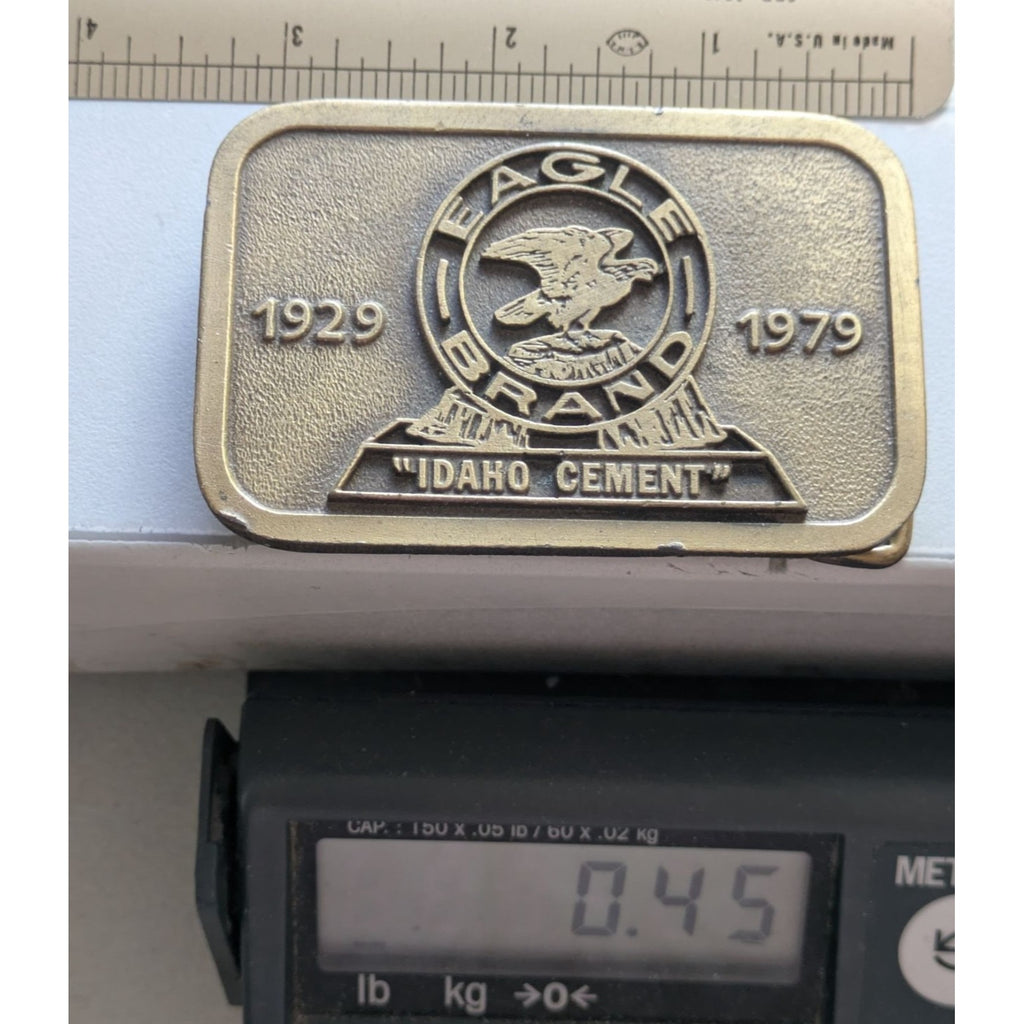 4 3 2 1
Made in U.S.A.
EAGLE
1929 1979
BRAND
"IDAHO CEMENT"
CAP. : 150 x .05 lb / 60 x .02 kg
0.45
lb kg →0←
MET